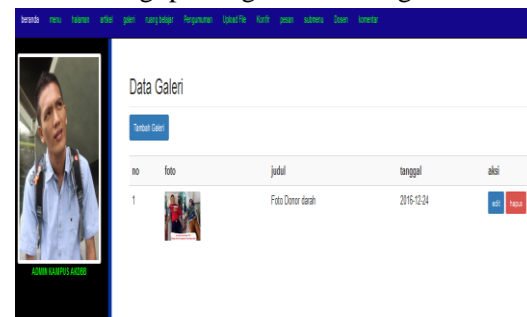 beranda menu halaman artikel galeri ruang belajar Pengumuman Upload File Konfir pesan submenu Dosen komentar
Data Galeri
Tambah Galeri
no foto judul tanggal aksi
1 Foto Donor darah 2016-12-24 edit hapus
ADMIN KAMPUS AKDBB